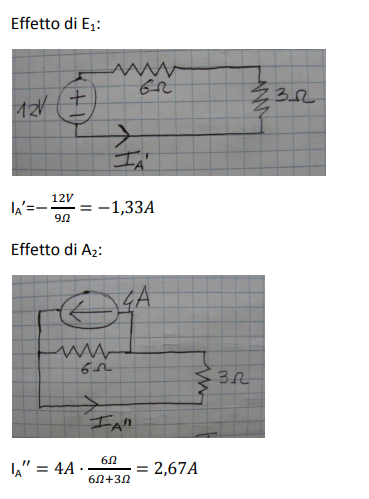 Effetto di E₁:
6Ω
12V
+
−
3Ω
I_A'
I_A′=− 12V / 9Ω = −1,33A
Effetto di A₂:
4A
6Ω
3Ω
I_A"
I_A′′ = 4A · 6Ω / 6Ω+3Ω = 2,67A